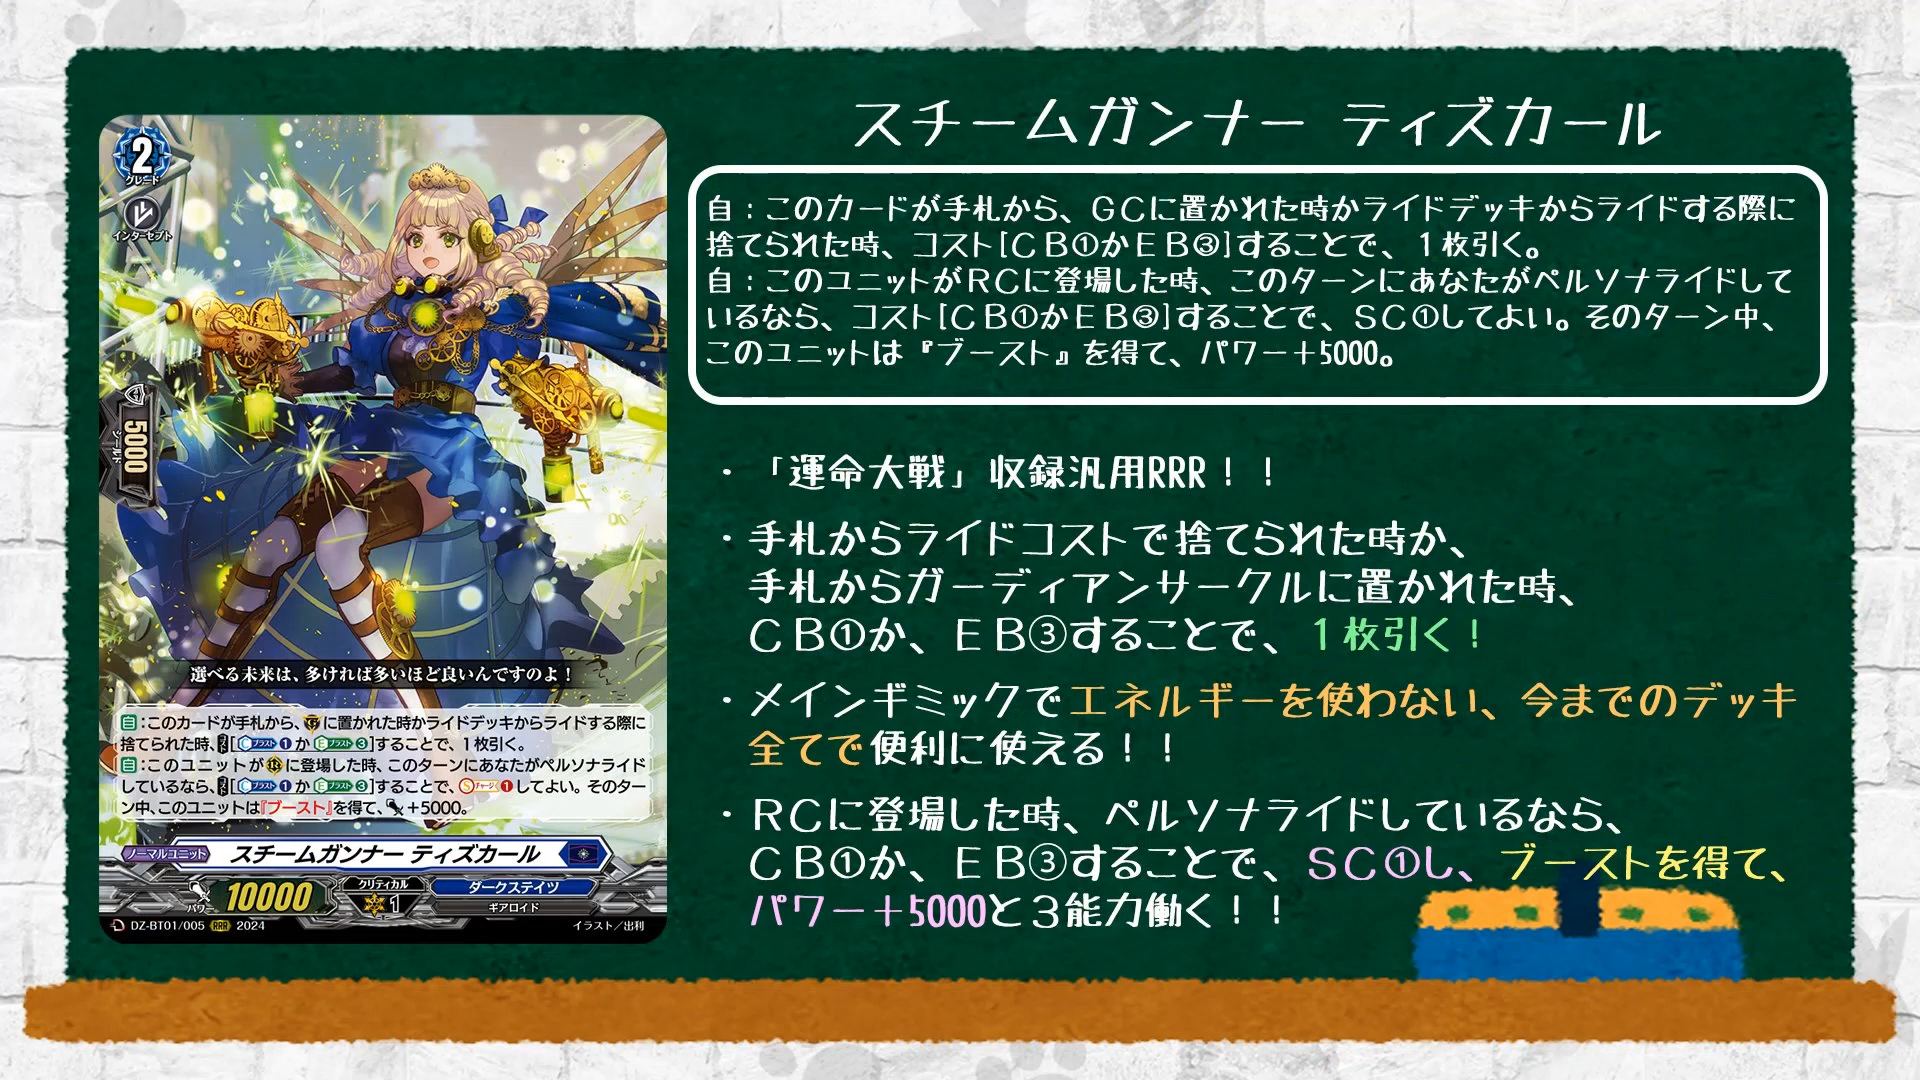 スチームガンナー ティズカール
自：このカードが手札から、ＧＣに置かれた時かライドデッキからライドする際に
捨てられた時、コスト[ＣＢ①かＥＢ③]することで、１枚引く。
自：このユニットがＲＣに登場した時、このターンにあなたがペルソナライドして
いるなら、コスト[ＣＢ①かＥＢ③]することで、ＳＣ①してよい。そのターン中、
このユニットは『ブースト』を得て、パワー＋5000。
・「運命大戦」収録汎用RRR！！
・手札からライドコストで捨てられた時か、
手札からガーディアンサークルに置かれた時、
ＣＢ①か、ＥＢ③することで、１枚引く！
・メインギミックでエネルギーを使わない、今までのデッキ
全てで便利に使える！！
・ＲＣに登場した時、ペルソナライドしているなら、
ＣＢ①か、ＥＢ③することで、ＳＣ①し、ブーストを得て、
パワー＋5000と３能力働く！！
2
グレード
インターセプト
5000
シールド
選べる未来は、多ければ多いほど良いんですのよ！
自：このカードが手札から、Gに置かれた時かライドデッキからライドする際に
捨てられた時、コスト[Cブラスト1かEブラスト3]することで、1枚引く。
自：このユニットがRに登場した時、このターンにあなたがペルソナライド
しているなら、コスト[Cブラスト1かEブラスト3]することで、Sチャージ1してよい。そのター
ン中、このユニットは『ブースト』を得て、+5000。
ノーマルユニット
スチームガンナー ティズカール
パワー 10000
クリティカル
1
ダークステイツ
ギアロイド
D DZ-BT01/005 RRR 2024
イラスト／出利